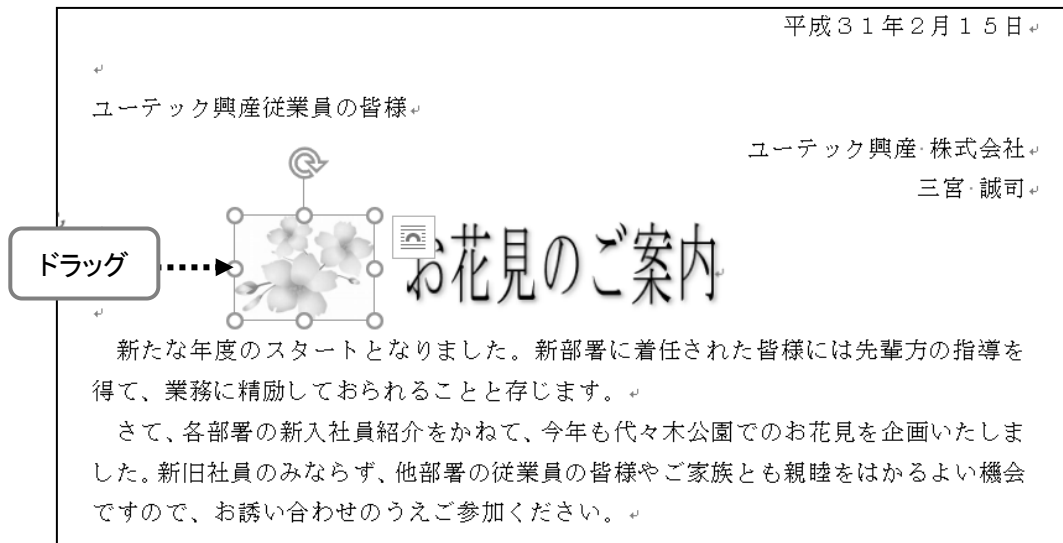 平成３１年２月１５日
ユーテック興産従業員の皆様
ユーテック興産 株式会社
三宮 誠司
ドラッグ
お花見のご案内
新たな年度のスタートとなりました。新部署に着任された皆様には先輩方の指導を
得て、業務に精励しておられることと存じます。
さて、各部署の新入社員紹介をかねて、今年も代々木公園でのお花見を企画いたしま
した。新旧社員のみならず、他部署の従業員の皆様やご家族とも親睦をはかるよい機会
ですので、お誘い合わせのうえご参加ください。